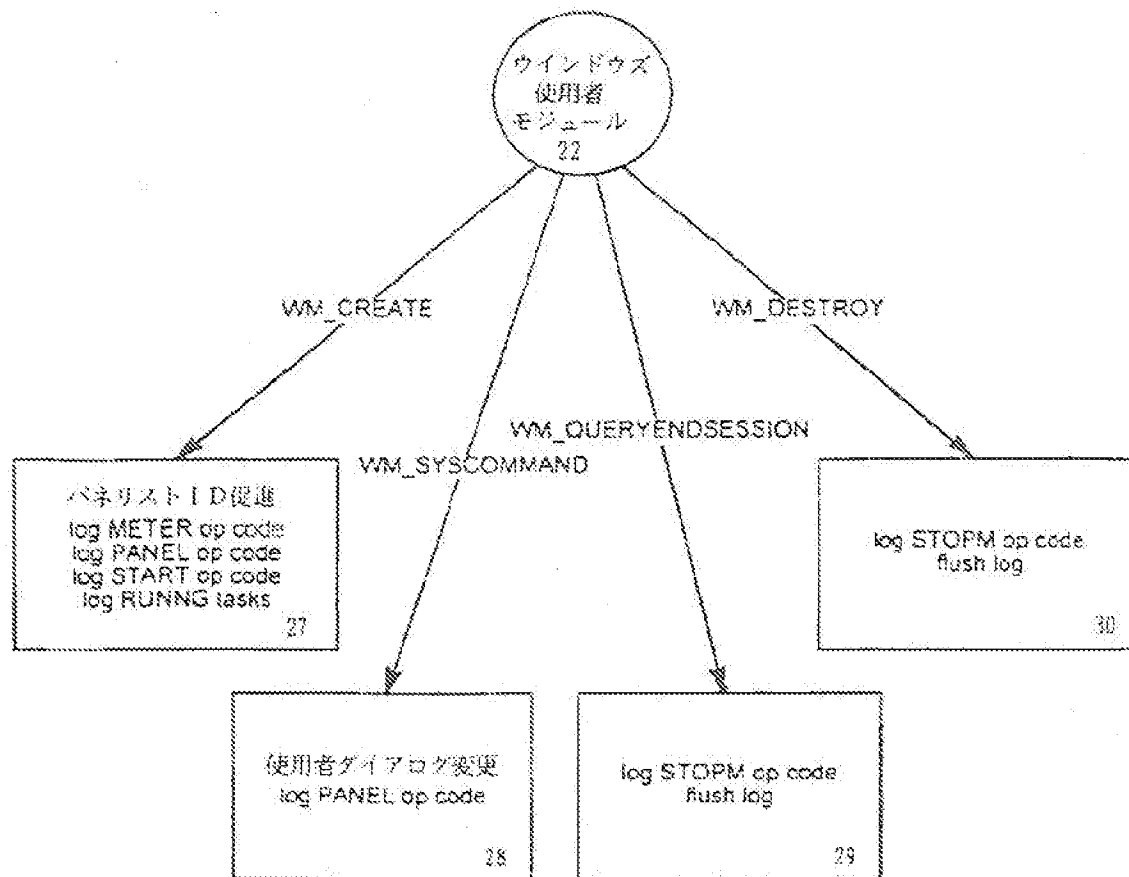 ウインドウズ
使用者
モジュール
22
WM_CREATE
WM_DESTROY
WM_QUERYENDSESSION
WM_SYSCOMMAND
パネリストID促進
log METER op code
log PANEL op code
log START op code
log RUNNG tasks
27
log STOPM op code
flush log
30
使用者ダイアログ変更
log PANEL op code
28
log STOPM op code
flush log
29